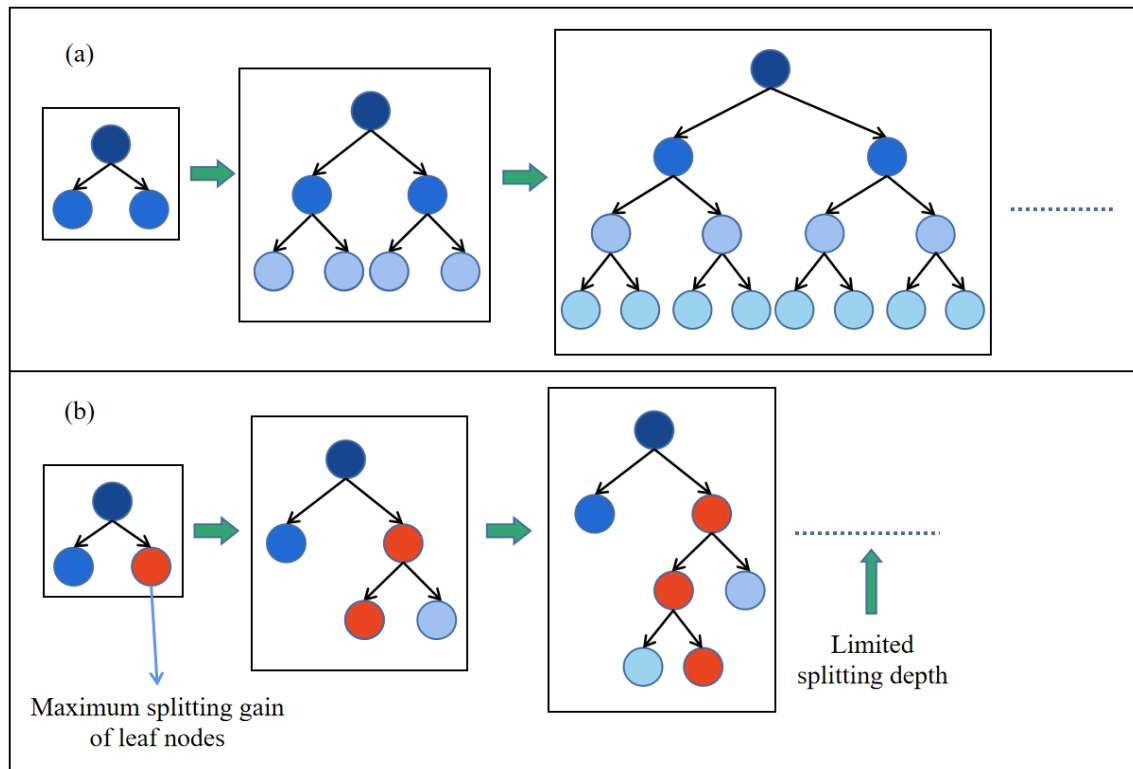 (a)
(b)
Maximum splitting gain
of leaf nodes
Limited
splitting depth